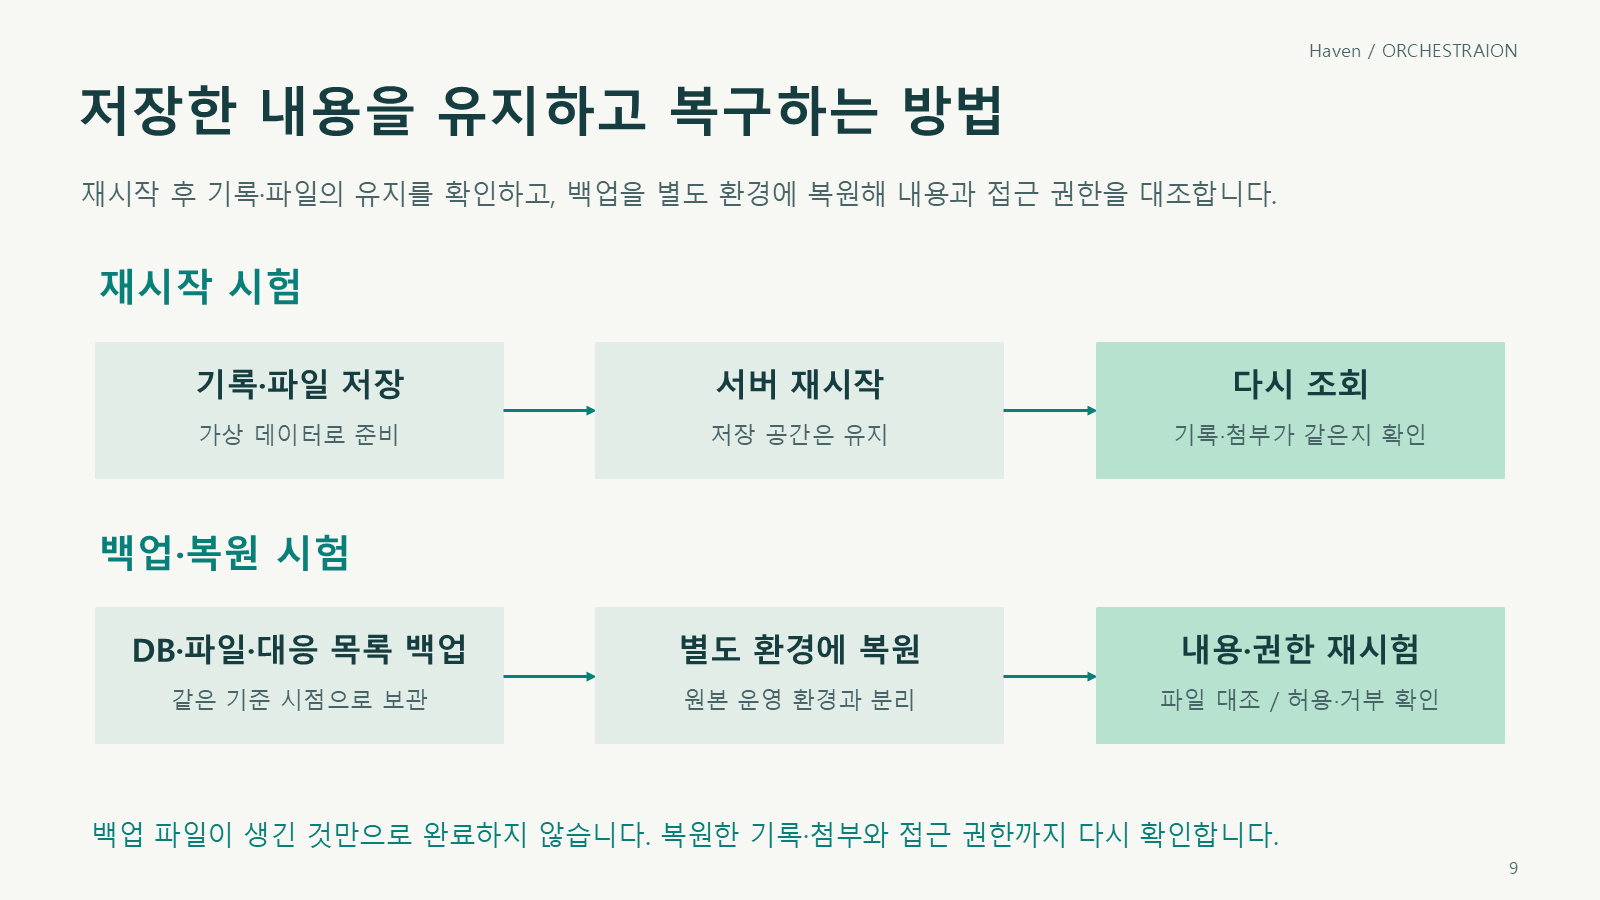 Haven / ORCHESTRAION
저장한 내용을 유지하고 복구하는 방법
재시작 후 기록·파일의 유지를 확인하고, 백업을 별도 환경에 복원해 내용과 접근 권한을 대조합니다.
재시작 시험
기록·파일 저장
가상 데이터로 준비
서버 재시작
저장 공간은 유지
다시 조회
기록·첨부가 같은지 확인
백업·복원 시험
DB·파일·대응 목록 백업
같은 기준 시점으로 보관
별도 환경에 복원
원본 운영 환경과 분리
내용·권한 재시험
파일 대조 / 허용·거부 확인
백업 파일이 생긴 것만으로 완료하지 않습니다. 복원한 기록·첨부와 접근 권한까지 다시 확인합니다.
9